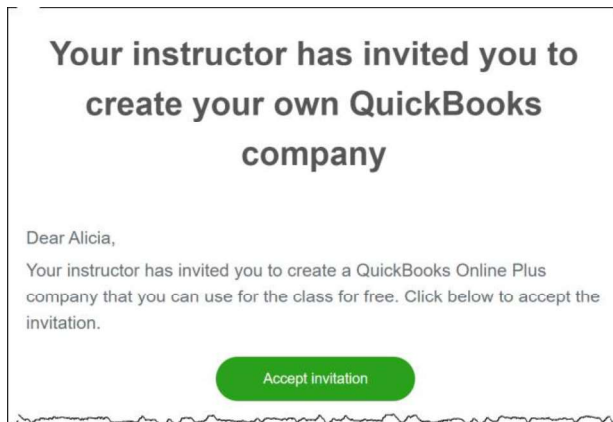 Your instructor has invited you to
create your own QuickBooks
company
Dear Alicia,
Your instructor has invited you to create a QuickBooks Online Plus
company that you can use for the class for free. Click below to accept the
invitation.
Accept invitation